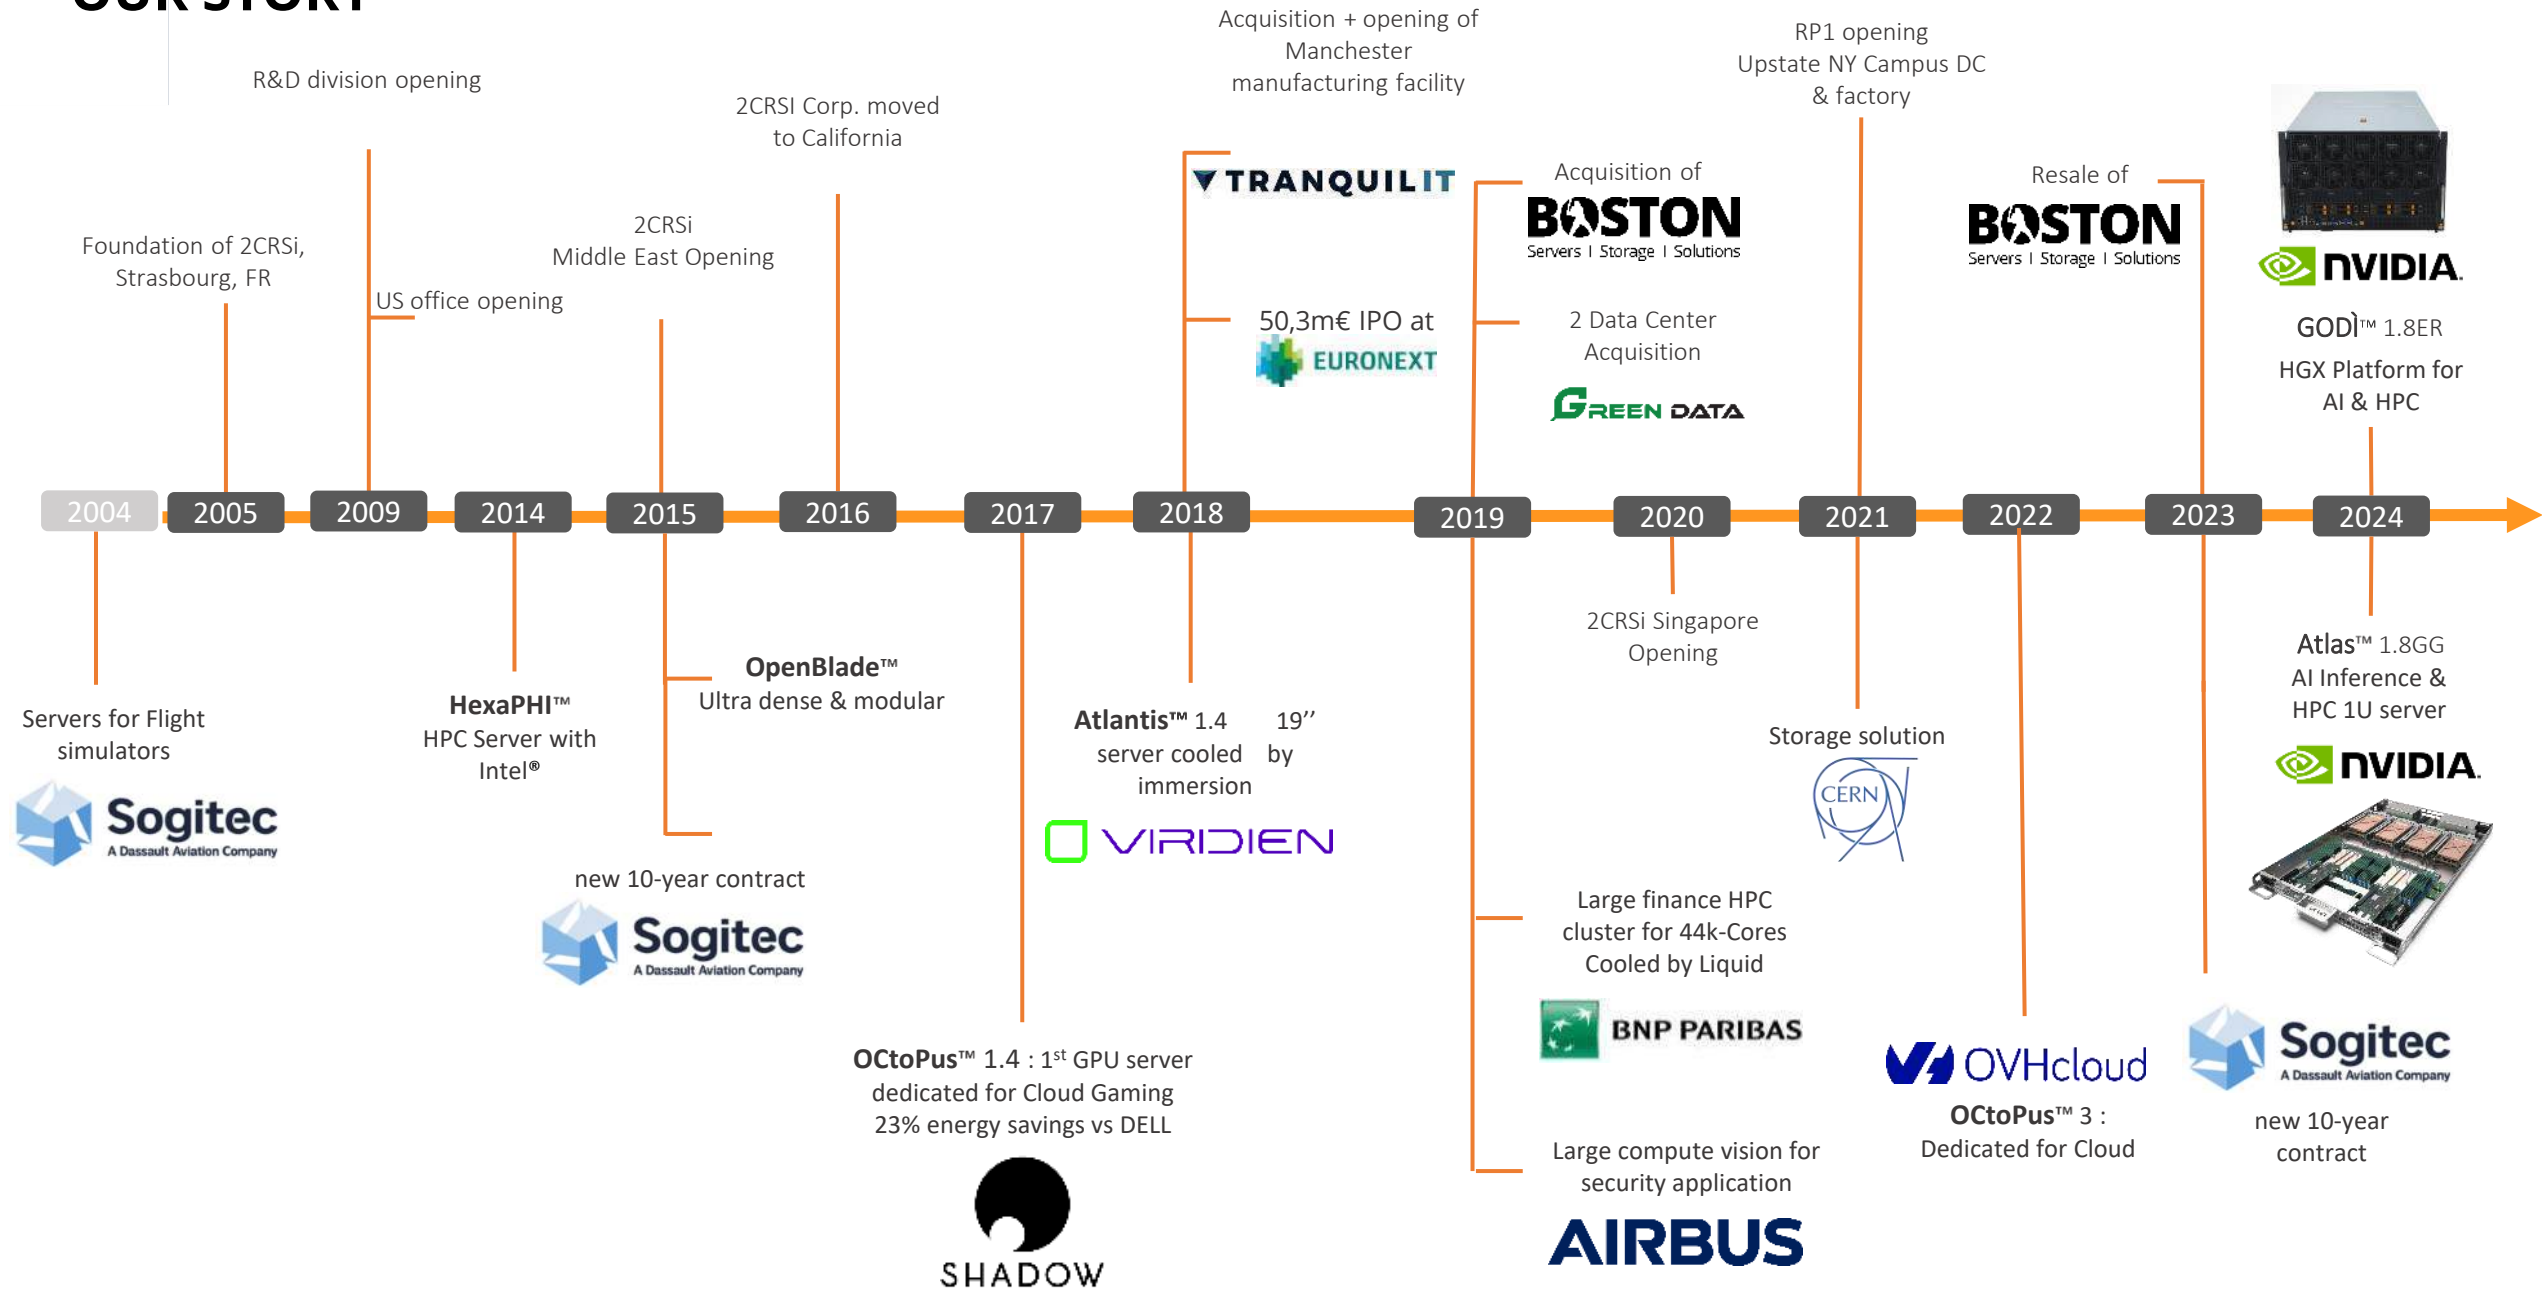 OUR STORY
R&D division opening
Foundation of 2CRSi,
Strasbourg, FR
US office opening
2CRSi
Middle East Opening
2CRSI Corp. moved
to California
Acquisition + opening of
Manchester
manufacturing facility
TRANQUILIT
50,3m€ IPO at
EURONEXT
Acquisition of
BOSTON
Servers | Storage | Solutions
2 Data Center
Acquisition
GREEN DATA
RP1 opening
Upstate NY Campus DC
& factory
Resale of
BOSTON
Servers | Storage | Solutions
NVIDIA.
GODÌ™ 1.8ER
HGX Platform for
AI & HPC
2004
2005
2009
2014
2015
2016
2017
2018
2019
2020
2021
2022
2023
2024
Servers for Flight
simulators
Sogitec
A Dassault Aviation Company
HexaPHI™
HPC Server with
Intel®
OpenBlade™
Ultra dense & modular
new 10-year contract
Sogitec
A Dassault Aviation Company
OCtoPus™ 1.4 : 1st GPU server
dedicated for Cloud Gaming
23% energy savings vs DELL
SHADOW
Atlantis™ 1.4 19’’
server cooled by
immersion
VIRIDIEN
Large finance HPC
cluster for 44k-Cores
Cooled by Liquid
BNP PARIBAS
Large compute vision for
security application
AIRBUS
2CRSi Singapore
Opening
Storage solution
CERN
OVHcloud
OCtoPus™ 3 :
Dedicated for Cloud
Sogitec
A Dassault Aviation Company
new 10-year
contract
Atlas™ 1.8GG
AI Inference &
HPC 1U server
NVIDIA.